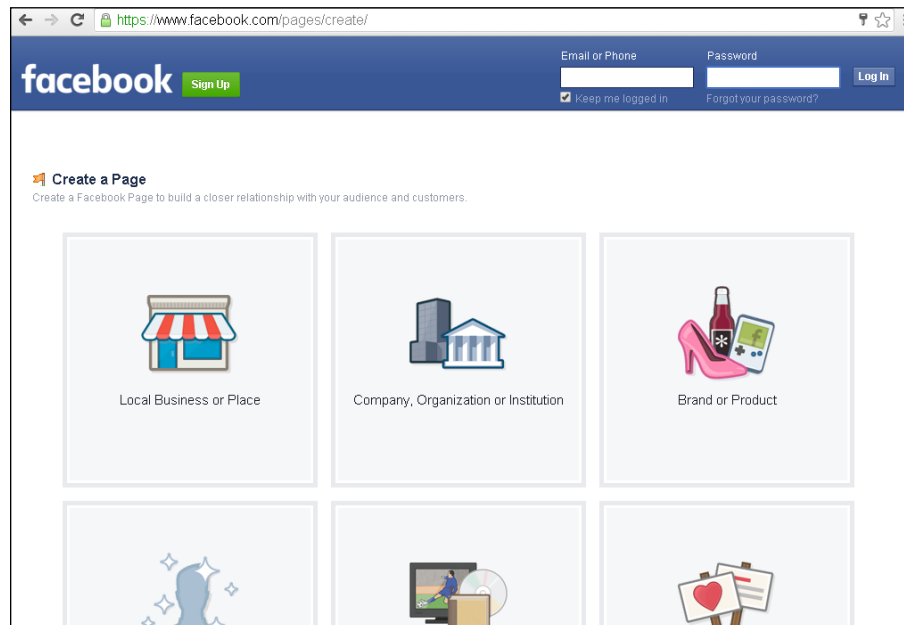 https://www.facebook.com/pages/create/
Email or Phone Password
facebook Sign Up Log In
Keep me logged in Forgot your password?
Create a Page
Create a Facebook Page to build a closer relationship with your audience and customers.
Local Business or Place Company, Organization or Institution Brand or Product